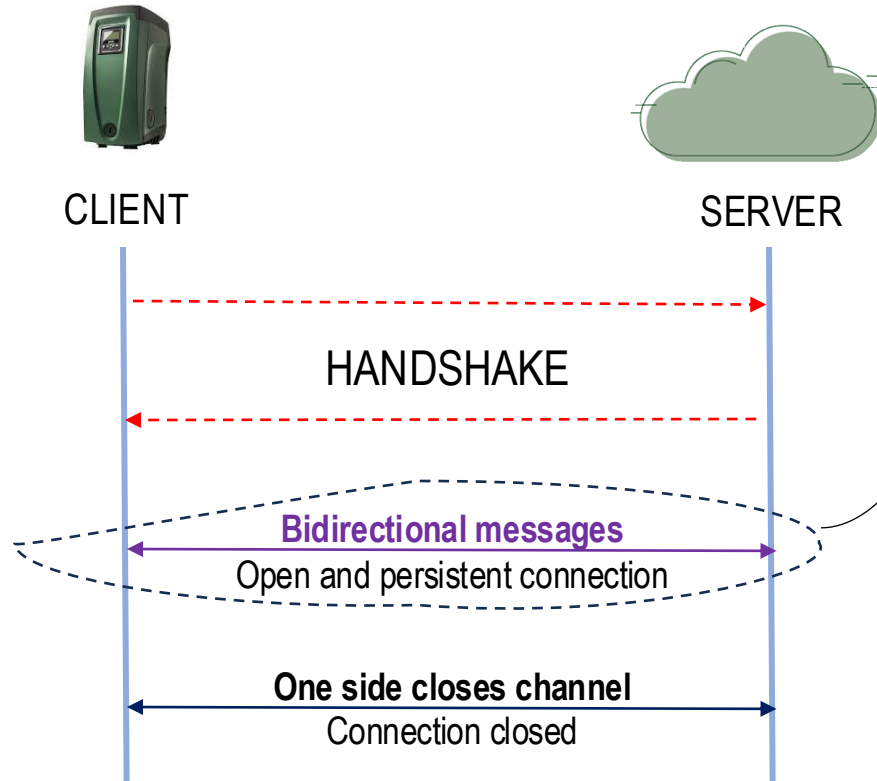 CLIENT
SERVER
HANDSHAKE
Bidirectional messages
Open and persistent connection
One side closes channel
Connection closed